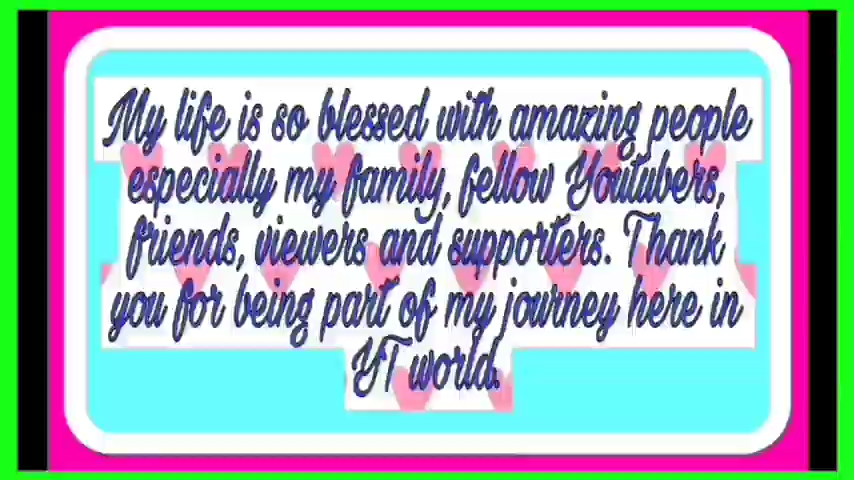 My life is so blessed with amazing people
especially my family, fellow Youtubers,
friends, viewers and supporters. Thank
you for being part of my journey here in
YT world.